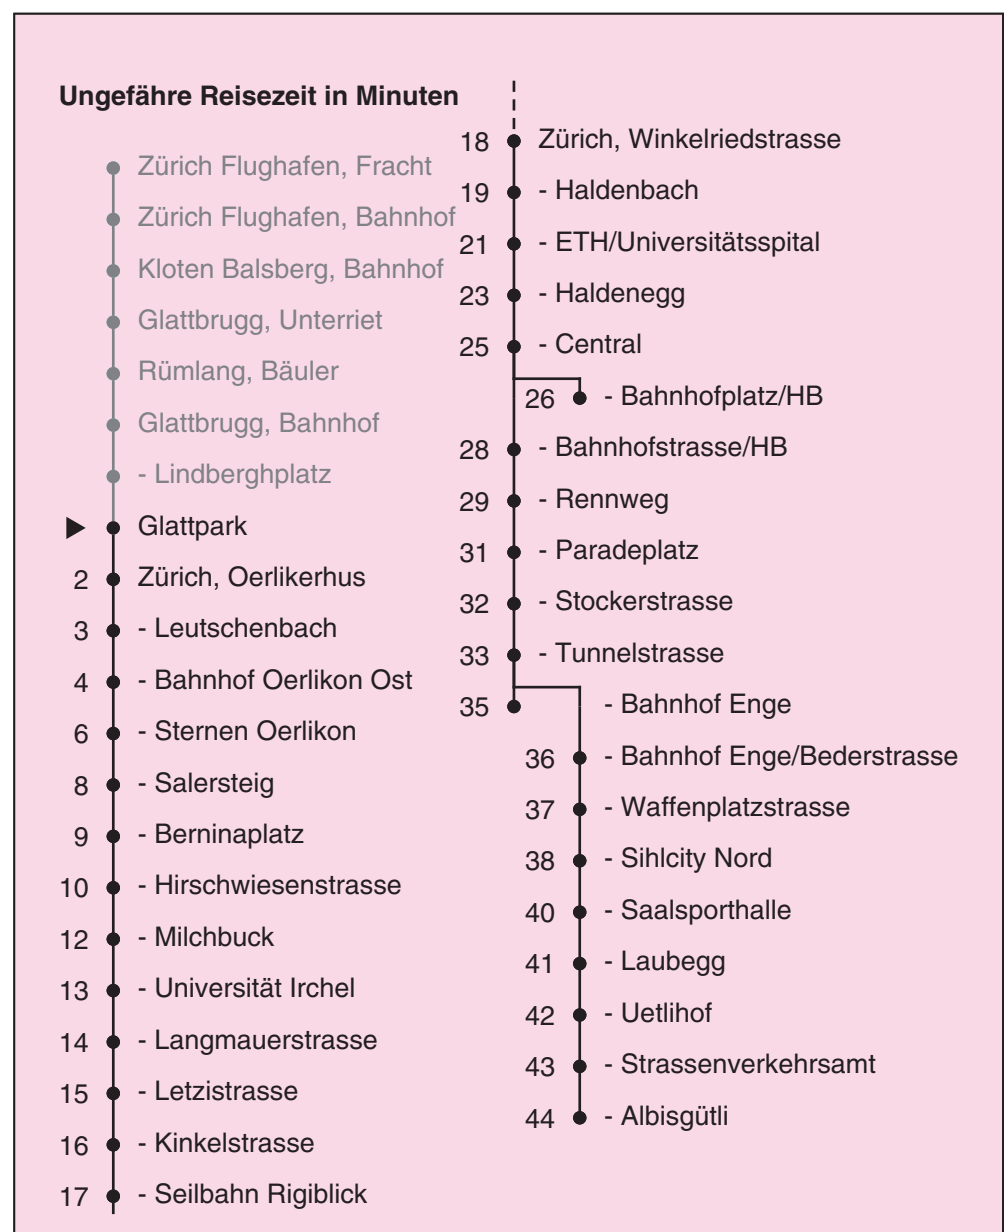 Ungefähre Reisezeit in Minuten
Zürich Flughafen, Fracht
Zürich Flughafen, Bahnhof
Kloten Balsberg, Bahnhof
Glattbrugg, Unterriet
Rümlang, Bäuler
Glattbrugg, Bahnhof
- Lindberghplatz
Glattpark
2 Zürich, Oerlikerhus
3 - Leutschenbach
4 - Bahnhof Oerlikon Ost
6 - Sternen Oerlikon
8 - Salersteig
9 - Berninaplatz
10 - Hirschwiesenstrasse
12 - Milchbuck
13 - Universität Irchel
14 - Langmauerstrasse
15 - Letzistrasse
16 - Kinkelstrasse
17 - Seilbahn Rigiblick
18 Zürich, Winkelriedstrasse
19 - Haldenbach
21 - ETH/Universitätsspital
23 - Haldenegg
25 - Central
26 - Bahnhofplatz/HB
28 - Bahnhofstrasse/HB
29 - Rennweg
31 - Paradeplatz
32 - Stockerstrasse
33 - Tunnelstrasse
35 - Bahnhof Enge
36 - Bahnhof Enge/Bederstrasse
37 - Waffenplatzstrasse
38 - Sihlcity Nord
40 - Saalsporthalle
41 - Laubegg
42 - Uetlihof
43 - Strassenverkehrsamt
44 - Albisgütli